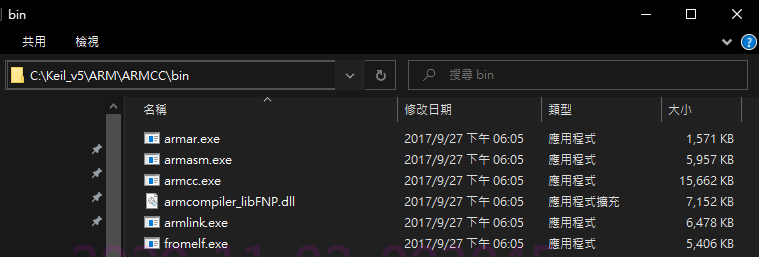 bin
共用 檢視
C:\Keil_v5\ARM\ARMCC\bin 搜尋 bin
名稱 修改日期 類型 大小
armar.exe 2017/9/27 下午 06:05 應用程式 1,571 KB
armasm.exe 2017/9/27 下午 06:05 應用程式 5,957 KB
armcc.exe 2017/9/27 下午 06:05 應用程式 15,662 KB
armcompiler_libFNP.dll 2017/9/27 下午 06:05 應用程式擴充 7,152 KB
armlink.exe 2017/9/27 下午 06:05 應用程式 6,478 KB
fromelf.exe 2017/9/27 下午 06:05 應用程式 5,406 KB